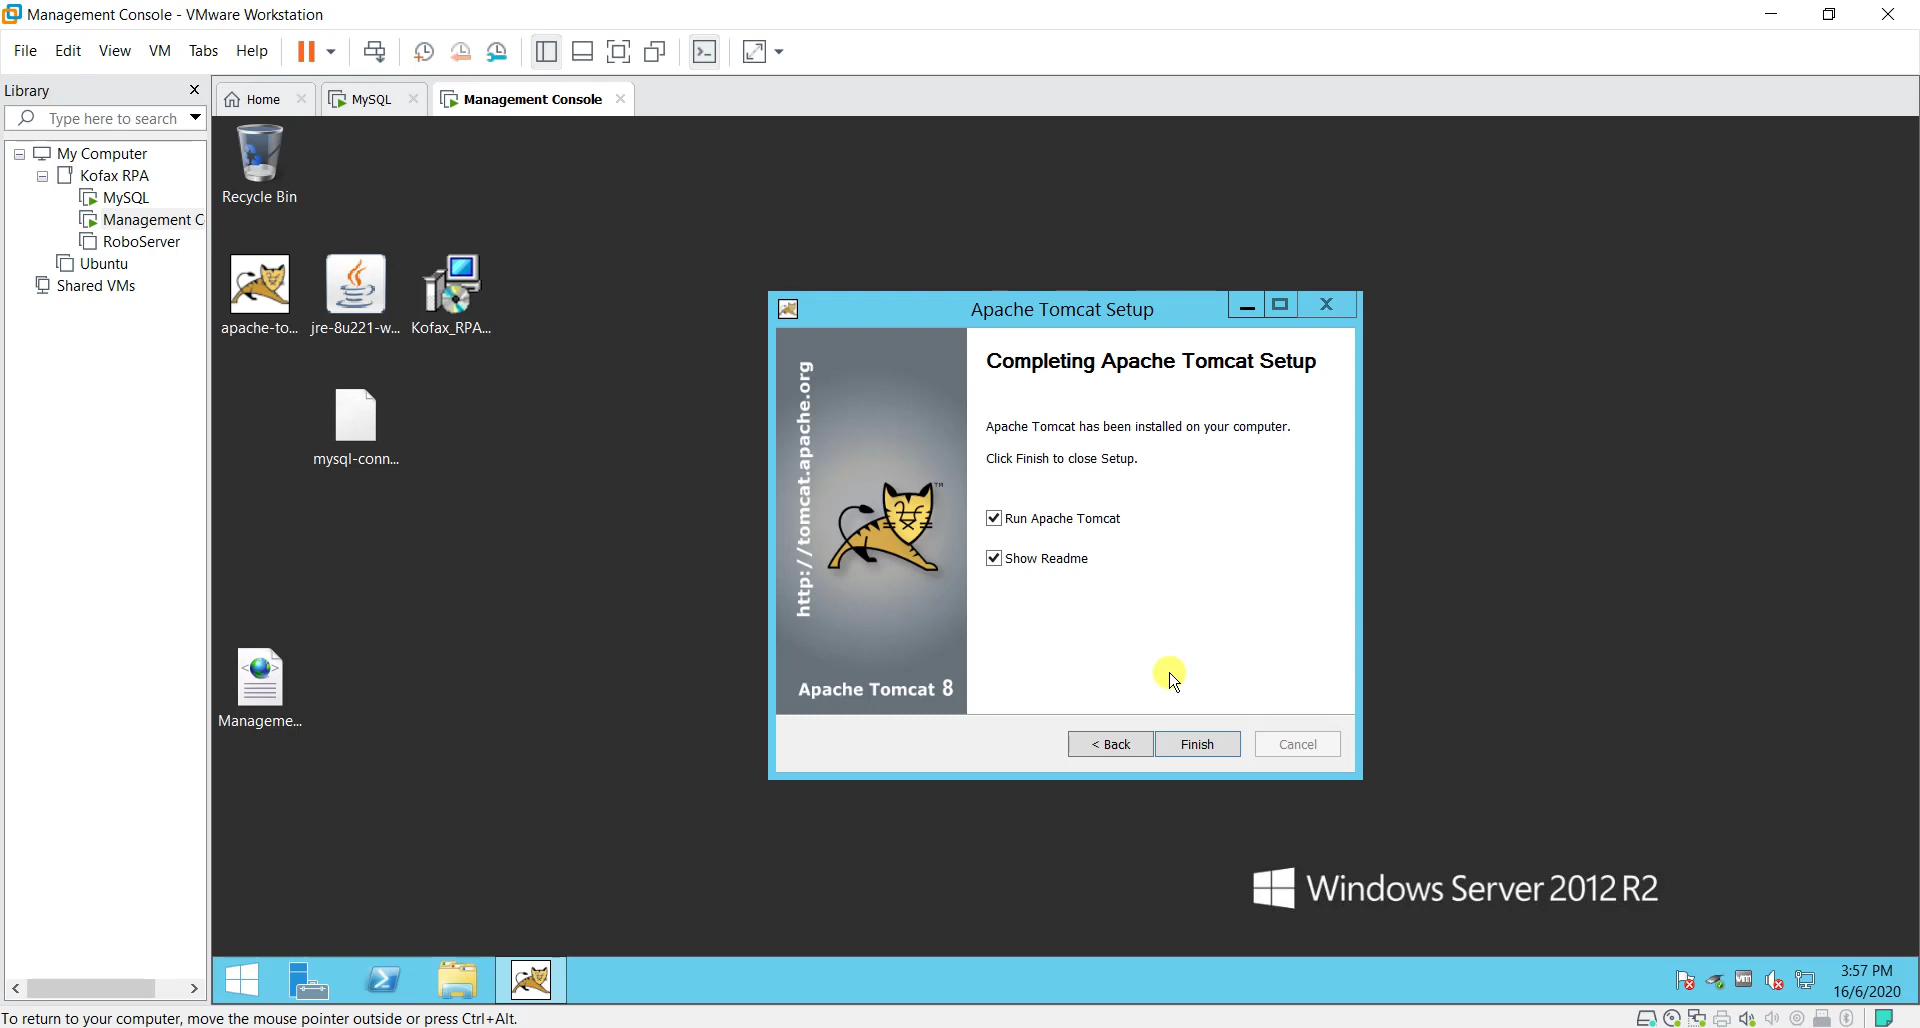 Management Console - VMware Workstation
File Edit View VM Tabs Help
Library
Type here to search
Home
MySQL
Management Console
My Computer
Kofax RPA
MySQL
Management C
RoboServer
Ubuntu
Shared VMs
Recycle Bin
apache-to...
jre-8u221-w...
Kofax_RPA...
mysql-conn...
Manageme...
Apache Tomcat Setup
http://tomcat.apache.org
TM
Apache Tomcat 8
Completing Apache Tomcat Setup
Apache Tomcat has been installed on your computer.
Click Finish to close Setup.
Run Apache Tomcat
Show Readme
< Back
Finish
Cancel
Windows Server 2012 R2
vm
3:57 PM
16/6/2020
To return to your computer, move the mouse pointer outside or press Ctrl+Alt.